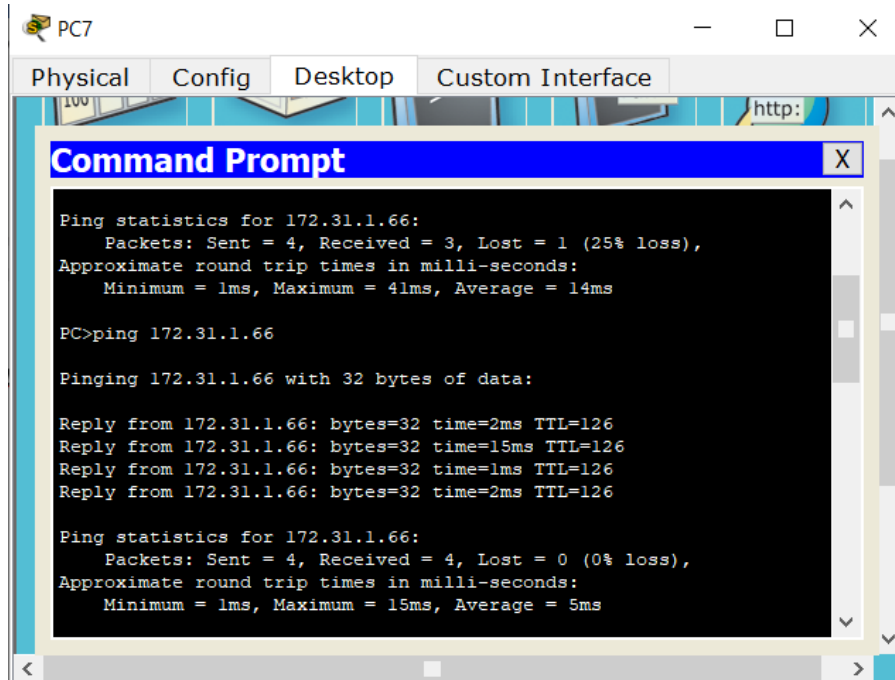 PC7
Physical Config Desktop Custom Interface
100
http:
Command Prompt
X
Ping statistics for 172.31.1.66:
    Packets: Sent = 4, Received = 3, Lost = 1 (25% loss),
Approximate round trip times in milli-seconds:
    Minimum = 1ms, Maximum = 41ms, Average = 14ms
PC>ping 172.31.1.66
Pinging 172.31.1.66 with 32 bytes of data:
Reply from 172.31.1.66: bytes=32 time=2ms TTL=126
Reply from 172.31.1.66: bytes=32 time=15ms TTL=126
Reply from 172.31.1.66: bytes=32 time=1ms TTL=126
Reply from 172.31.1.66: bytes=32 time=2ms TTL=126
Ping statistics for 172.31.1.66:
    Packets: Sent = 4, Received = 4, Lost = 0 (0% loss),
Approximate round trip times in milli-seconds:
    Minimum = 1ms, Maximum = 15ms, Average = 5ms